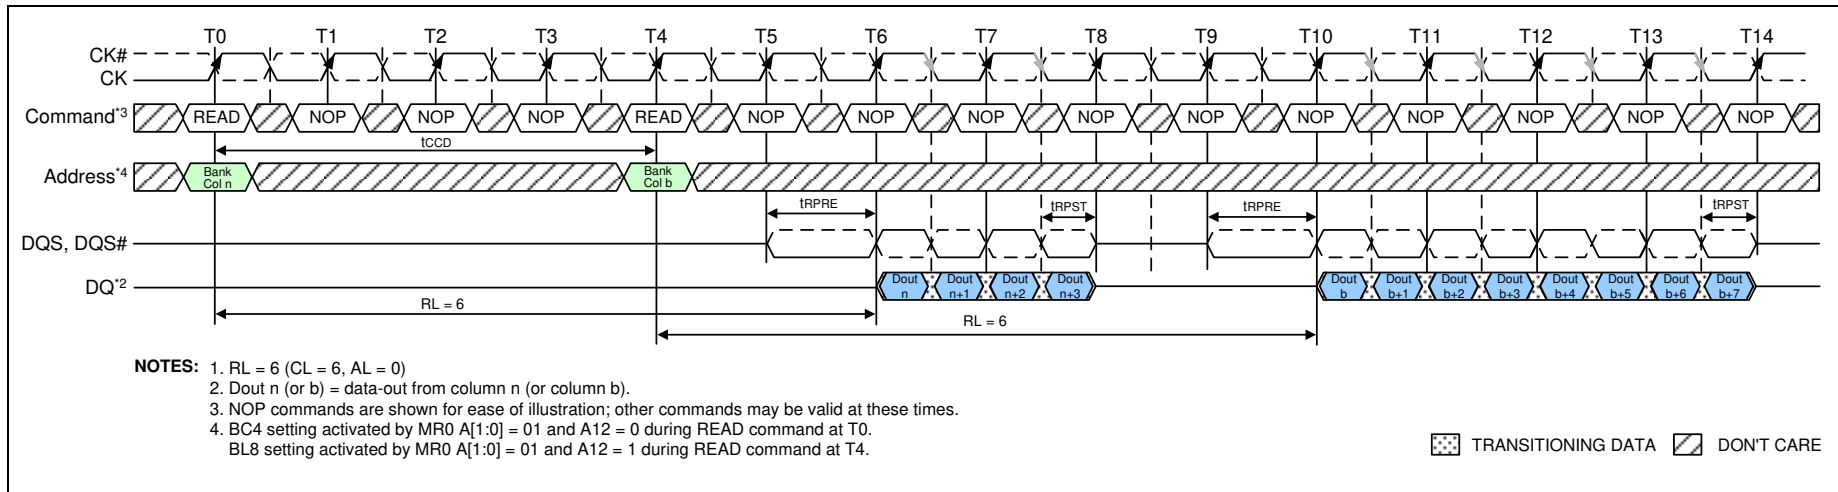 T0 T1 T2 T3 T4 T5 T6 T7 T8 T9 T10 T11 T12 T13 T14
CK#
CK
Command*3 READ NOP NOP NOP READ NOP NOP NOP NOP NOP NOP NOP NOP NOP NOP
tCCD
Address*4 Bank Col n Bank Col b
tRPRE tRPST tRPRE tRPST
DQS, DQS#
DQ*2 Dout n Dout n+1 Dout n+2 Dout n+3 Dout b Dout b+1 Dout b+2 Dout b+3 Dout b+4 Dout b+5 Dout b+6 Dout b+7
RL = 6
RL = 6
NOTES: 1. RL = 6 (CL = 6, AL = 0)
2. Dout n (or b) = data-out from column n (or column b).
3. NOP commands are shown for ease of illustration; other commands may be valid at these times.
4. BC4 setting activated by MR0 A[1:0] = 01 and A12 = 0 during READ command at T0.
BL8 setting activated by MR0 A[1:0] = 01 and A12 = 1 during READ command at T4.
TRANSITIONING DATA DON'T CARE